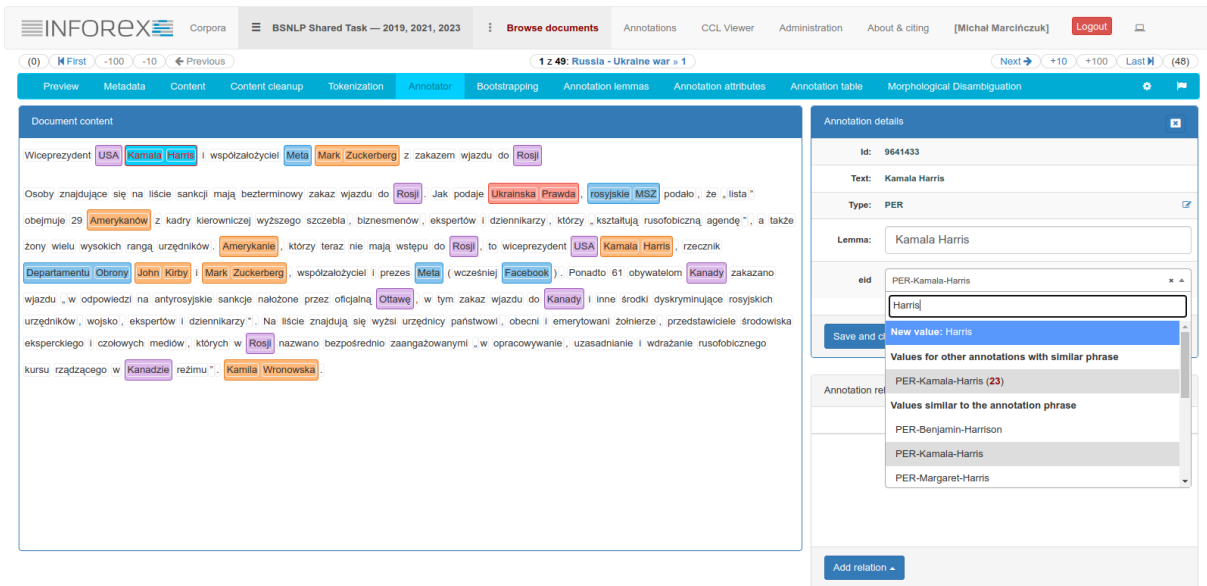 INFOREX Corpora BSNLP Shared Task — 2019, 2021, 2023 Browse documents Annotations CCL Viewer Administration About & citing [Michał Marcińczuk] Logout
(0) First -100 -10 Previous 1 z 49: Russia - Ukraine war » 1 Next +10 +100 Last (48)
Preview Metadata Content Content cleanup Tokenization Annotator Bootstrapping Annotation lemmas Annotation attributes Annotation table Morphological Disambiguation
Document content
Wiceprezydent USA Kamala Harris i współzałożyciel Meta Mark Zuckerberg z zakazem wjazdu do Rosji
Osoby znajdujące się na liście sankcji mają bezterminowy zakaz wjazdu do Rosji. Jak podaje Ukrainska Prawda, rosyjskie MSZ podało, że „lista”
obejmuje 29 Amerykanów z kadry kierowniczej wyższego szczebla, biznesmenów, ekspertów i dziennikarzy, którzy „kształtują rusofobiczną agendę”, a także
żony wielu wysokich rangą urzędników. Amerykanie, którzy teraz nie mają wstępu do Rosji, to wiceprezydent USA Kamala Harris, rzecznik
Departamentu Obrony John Kirby i Mark Zuckerberg, współzałożyciel i prezes Meta (wcześniej Facebook). Ponadto 61 obywatelom Kanady zakazano
wjazdu „w odpowiedzi na antyrosyjskie sankcje nałożone przez oficjalną Ottawę, w tym zakaz wjazdu do Kanady i inne środki dyskryminujące rosyjskich
urzędników, wojsko, ekspertów i dziennikarzy”. Na liście znajdują się wyżsi urzędnicy państwowi, obecni i emerytowani żołnierze, przedstawiciele środowiska
eksperckiego i czołowych mediów, których w Rosji nazwano bezpośrednio zaangażowanymi „w opracowywanie, uzasadnianie i wdrażanie rusofobicznego
kursu rządzącego w Kanadzie reżimu”. Kamila Wronowska.
Annotation details
Id: 9641433
Text: Kamala Harris
Type: PER
Lemma: Kamala Harris
eid PER-Kamala-Harris
Harris
Save and cl
New value: Harris
Values for other annotations with similar phrase
PER-Kamala-Harris (23)
Annotation rel
Values similar to the annotation phrase
PER-Benjamin-Harrison
PER-Kamala-Harris
PER-Margaret-Harris
Add relation